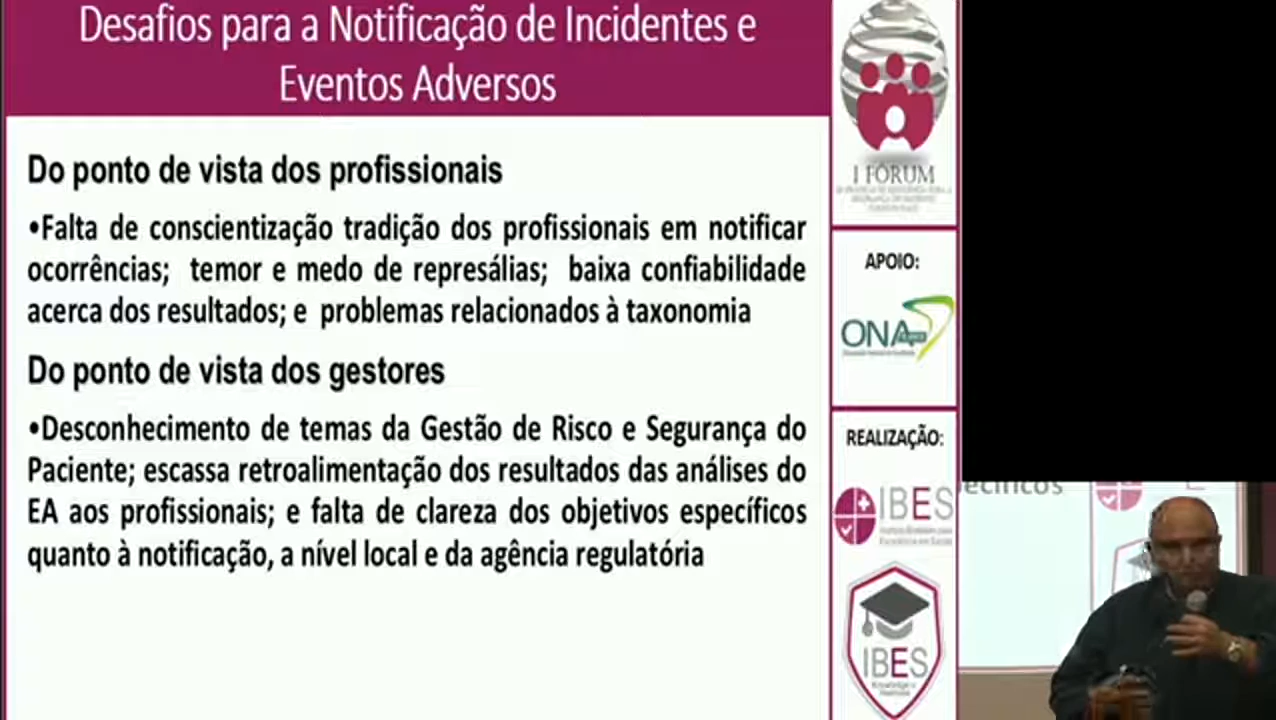 Desafios para a Notificação de Incidentes e
Eventos Adversos
Do ponto de vista dos profissionais
•Falta de conscientização tradição dos profissionais em notificar
ocorrências; temor e medo de represálias; baixa confiabilidade
acerca dos resultados; e problemas relacionados à taxonomia
Do ponto de vista dos gestores
•Desconhecimento de temas da Gestão de Risco e Segurança do
Paciente; escassa retroalimentação dos resultados das análises do
EA aos profissionais; e falta de clareza dos objetivos específicos
quanto à notificação, a nível local e da agência regulatória
I FÓRUM
APOIO:
ONA
REALIZAÇÃO:
IBES
IBES